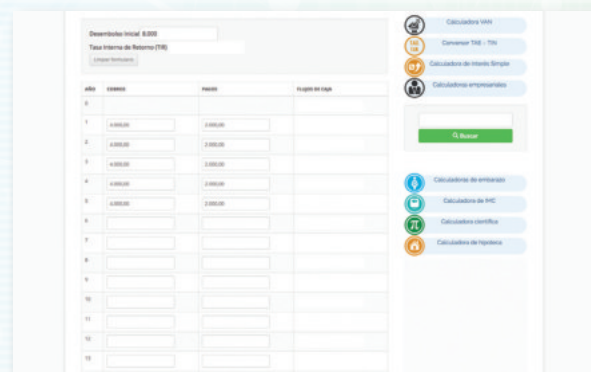 Desembolso Inicial 8.000
Tasa Interna de Retorno (TIR)
Limpiar formulario
AÑO COBROS PAGOS FLUJOS DE CAJA
0
1 4.000,00 2.000,00
2 4.000,00 2.000,00
3 4.000,00 2.000,00
4 4.000,00 2.000,00
5 4.000,00 2.000,00
6
7
8
9
10
11
12
13
Calculadora VAN
TAE TIN Conversor TAE - TIN
Calculadora de Interés Simple
Calculadoras empresariales
Buscar
Calculadoras de embarazo
Calculadora de IMC
π Calculadora científica
Calculadora de hipoteca